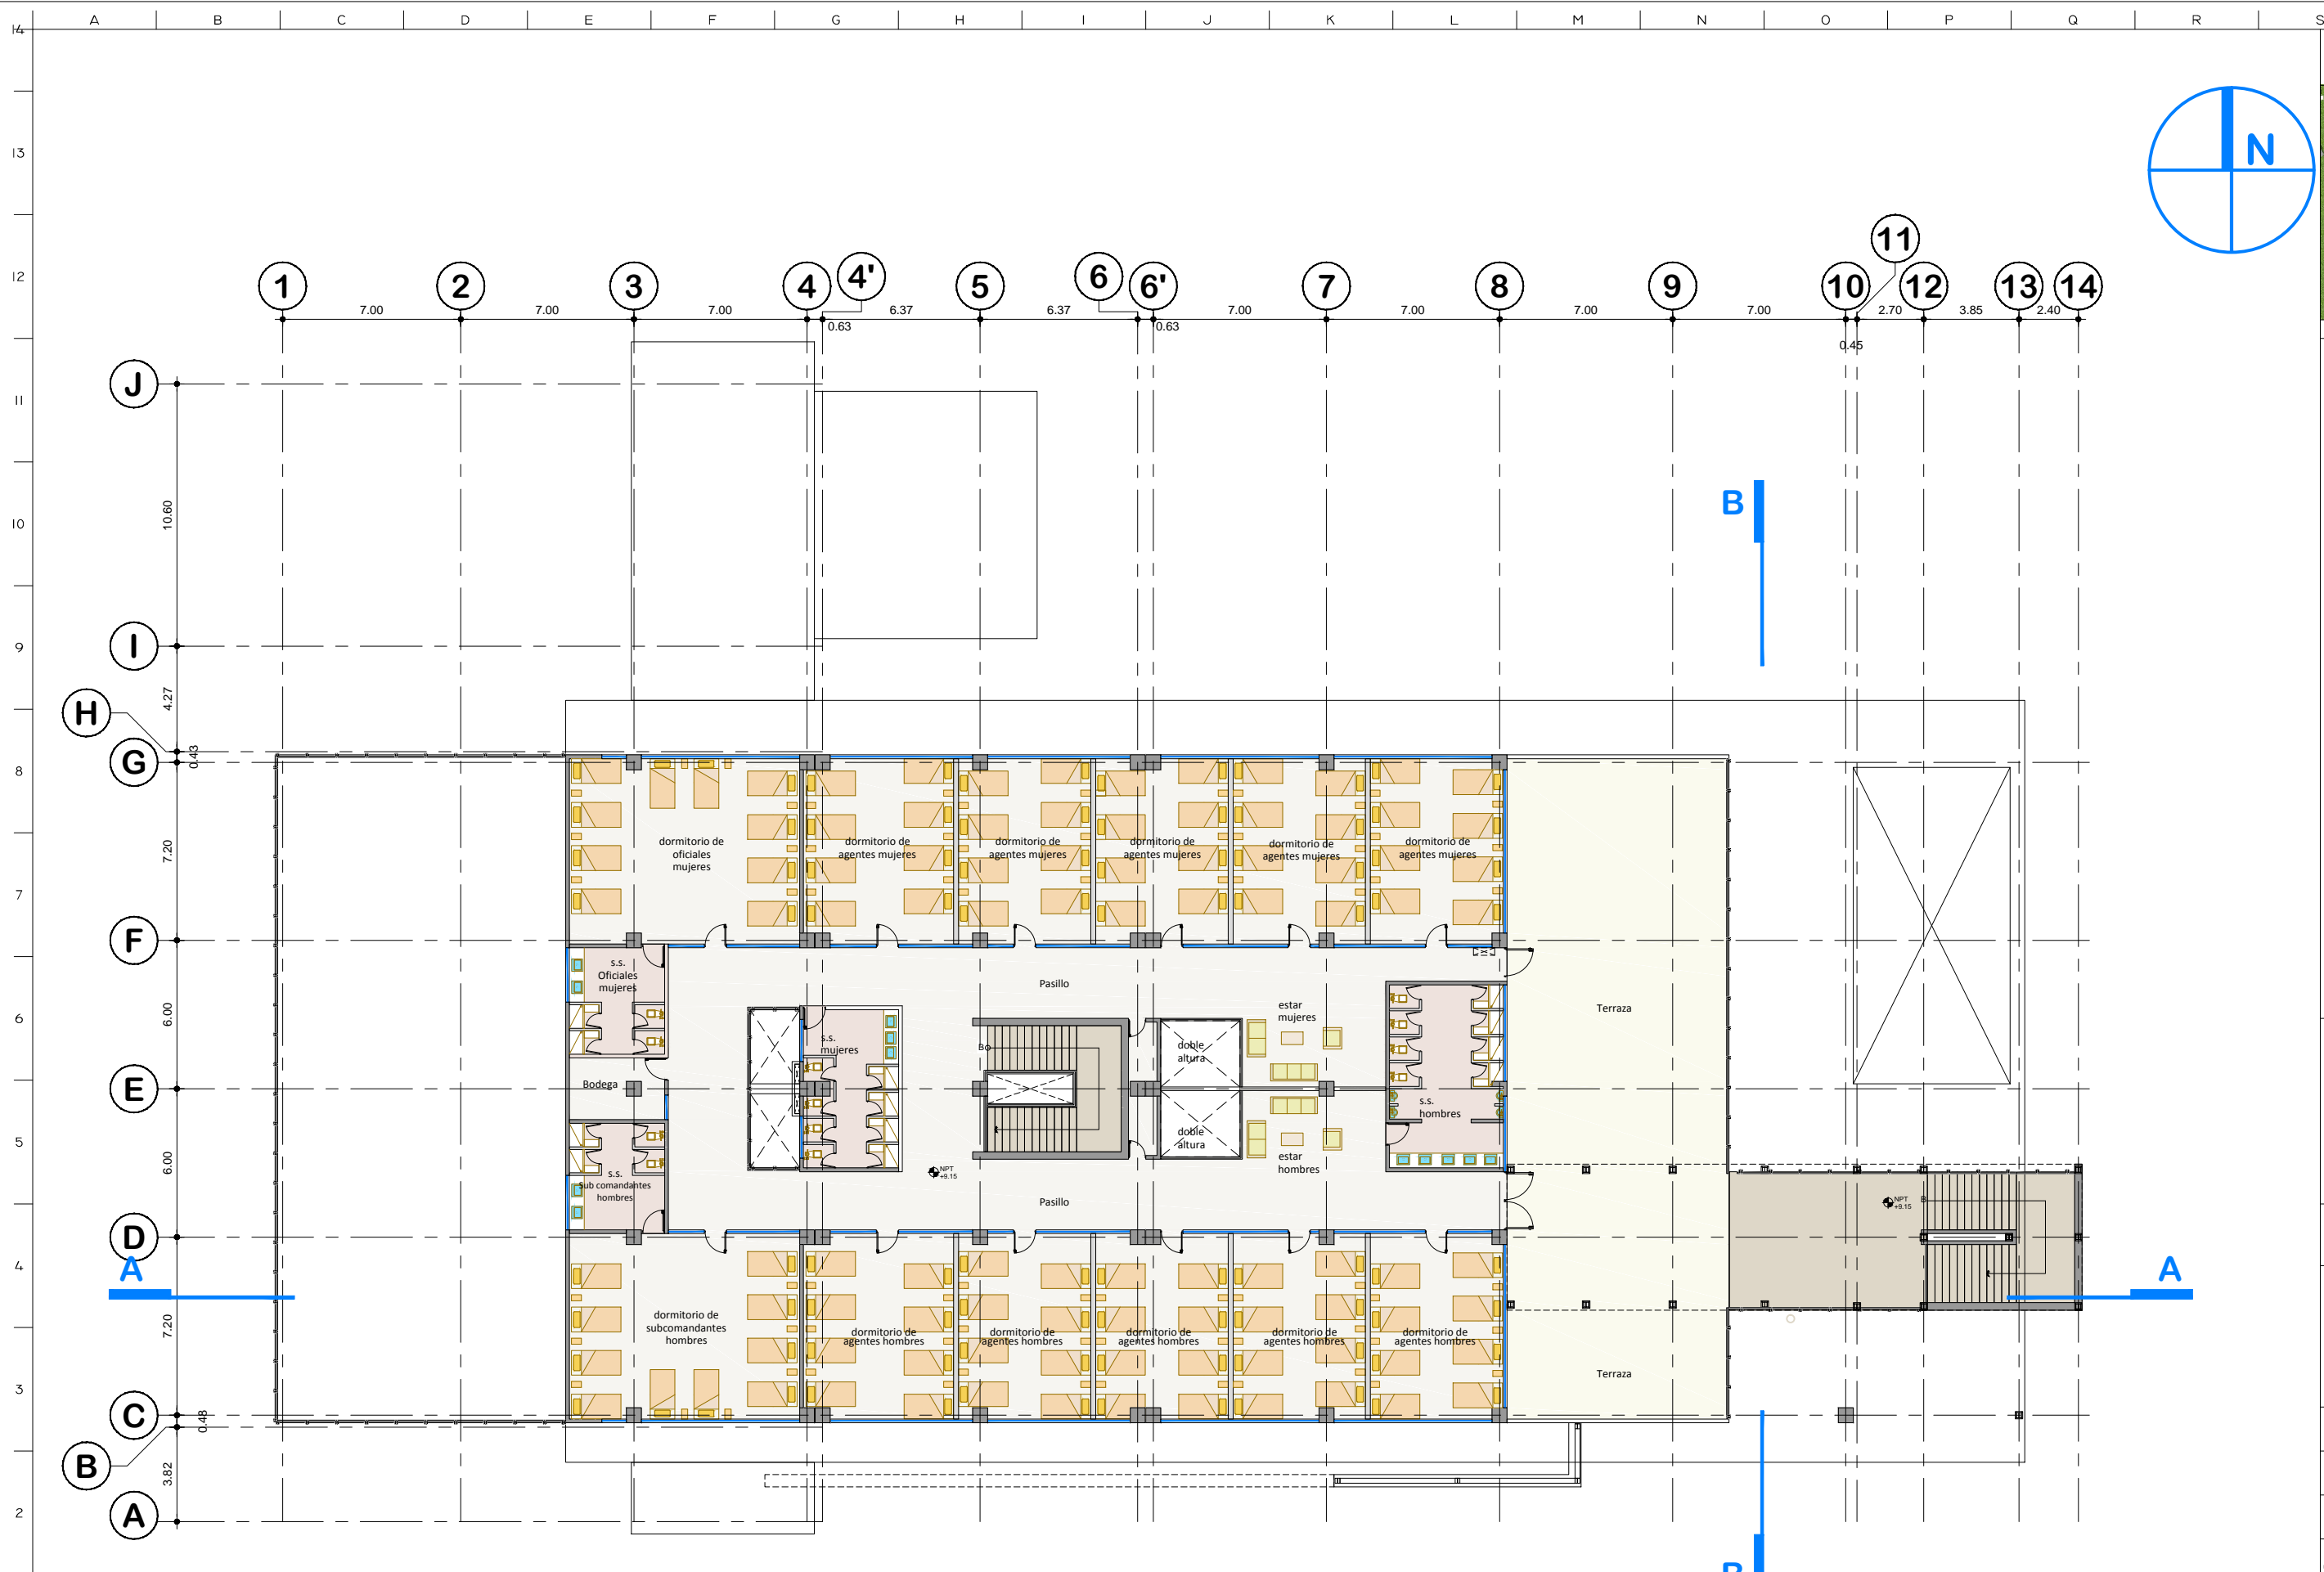 A B C D E F G H I J K L M N O P Q R S
14
13
12
11
10
9
8
7
6
5
4
3
2
N
1 2 3 4 4' 5 6 6' 7 8 9 10 11 12 13 14
7.00 7.00 7.00 0.63 6.37 6.37 0.63 7.00 7.00 7.00 7.00 0.45 2.70 3.85 2.40
J
10.60
I
4.27
H
0.43
G
7.20
F
6.00
E
6.00
D
7.20
C
0.48
B
3.82
A
B
dormitorio de
oficiales
mujeres
dormitorio de
agentes mujeres
dormitorio de
agentes mujeres
dormitorio de
agentes mujeres
dormitorio de
agentes mujeres
dormitorio de
agentes mujeres
s.s.
Oficiales
mujeres
Pasillo
estar
mujeres
Terraza
s.s.
mujeres
B
doble
altura
Bodega
s.s.
hombres
doble
altura
estar
hombres
s.s.
Sub comandantes
hombres
NPT
+9.15
Pasillo
NPT
+9.15
B
A
A
dormitorio de
subcomandantes
hombres
dormitorio de
agentes hombres
dormitorio de
agentes hombres
dormitorio de
agentes hombres
dormitorio de
agentes hombres
dormitorio de
agentes hombres
Terraza
B